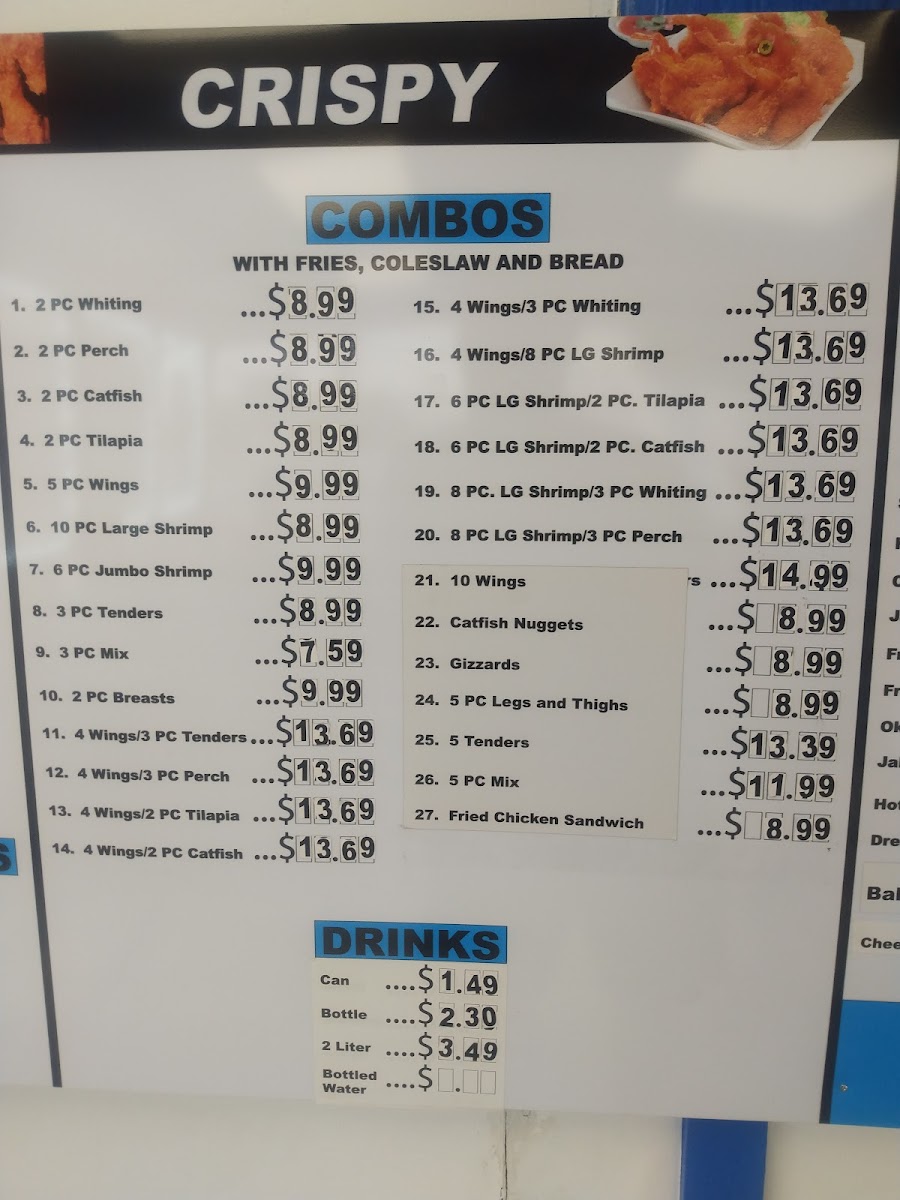 CRISPY
COMBOS
WITH FRIES, COLESLAW AND BREAD
1. 2 PC Whiting ...$8.99
2. 2 PC Perch ...$8.99
3. 2 PC Catfish ...$8.99
4. 2 PC Tilapia ...$8.99
5. 5 PC Wings ...$9.99
6. 10 PC Large Shrimp ...$8.99
7. 6 PC Jumbo Shrimp ...$9.99
8. 3 PC Tenders ...$8.99
9. 3 PC Mix ...$7.59
10. 2 PC Breasts ...$9.99
11. 4 Wings/3 PC Tenders ...$13.69
12. 4 Wings/3 PC Perch ...$13.69
13. 4 Wings/2 PC Tilapia ...$13.69
14. 4 Wings/2 PC Catfish ...$13.69
15. 4 Wings/3 PC Whiting ...$13.69
16. 4 Wings/8 PC LG Shrimp ...$13.69
17. 6 PC LG Shrimp/2 PC. Tilapia ...$13.69
18. 6 PC LG Shrimp/2 PC. Catfish ...$13.69
19. 8 PC. LG Shrimp/3 PC Whiting ...$13.69
20. 8 PC LG Shrimp/3 PC Perch ...$13.69
21. 10 Wings rs ...$14.99
22. Catfish Nuggets ...$ 8.99
23. Gizzards ...$ 8.99
24. 5 PC Legs and Thighs ...$ 8.99
25. 5 Tenders ...$13.39
26. 5 PC Mix ...$11.99
27. Fried Chicken Sandwich ...$ 8.99
DRINKS
Can ....$1.49
Bottle ....$2.30
2 Liter ....$3.49
Bottled
Water ....$ .
S
Fr
Fr
Ok
Ja
Hot
Dre
Bal
Chee